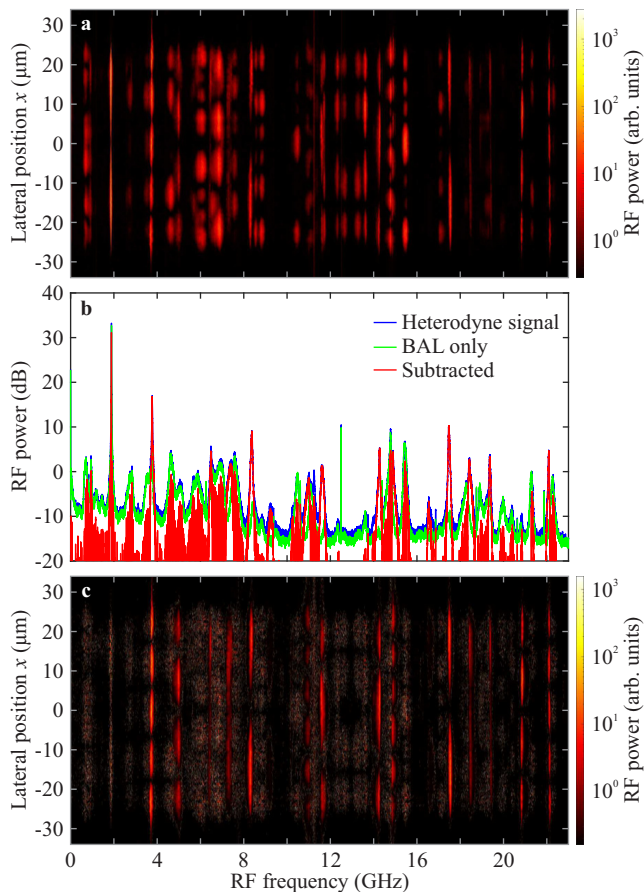 a
Lateral position x (μm)
30
20
10
0
-10
-20
-30
10³
10²
10¹
10⁰
RF power (arb. units)
b
RF power (dB)
40
30
20
10
0
-10
-20
Heterodyne signal
BAL only
Subtracted
c
Lateral position x (μm)
30
20
10
0
-10
-20
-30
10³
10²
10¹
10⁰
RF power (arb. units)
0 4 8 12 16 20
RF frequency (GHz)